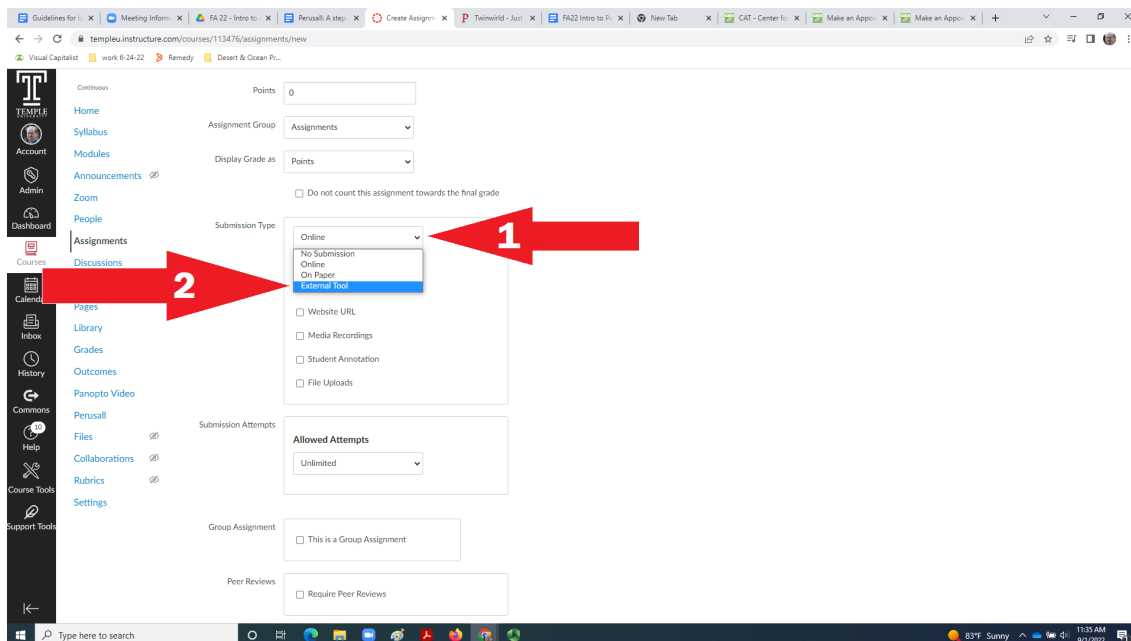 Guidelines for U
Meeting Inform
FA 22 - Intro to
Perusall: A step
Create Assignm
Twinwirld - Just
FA22 Intro to Pe
New Tab
CAT - Center fo
Make an Appoi
Make an Appoi
templeu.instructure.com/courses/113476/assignments/new
Visual Capitalist
work 6-24-22
Remedy
Desert & Ocean Pr...
TEMPLE
UNIVERSITY
Account
Admin
Dashboard
Courses
Calenda
Inbox
History
Commons
10
Help
Course Tools
Support Tools
Continuous
Home
Syllabus
Modules
Announcements
Zoom
People
Assignments
Discussions
Pages
Library
Grades
Outcomes
Panopto Video
Perusall
Files
Collaborations
Rubrics
Settings
Points
0
Assignment Group
Assignments
Display Grade as
Points
Do not count this assignment towards the final grade
Submission Type
Online
1
No Submission
Online
On Paper
External Tool
2
Website URL
Media Recordings
Student Annotation
File Uploads
Submission Attempts
Allowed Attempts
Unlimited
Group Assignment
This is a Group Assignment
Peer Reviews
Require Peer Reviews
Type here to search
83°F Sunny
11:35 AM
9/1/2022